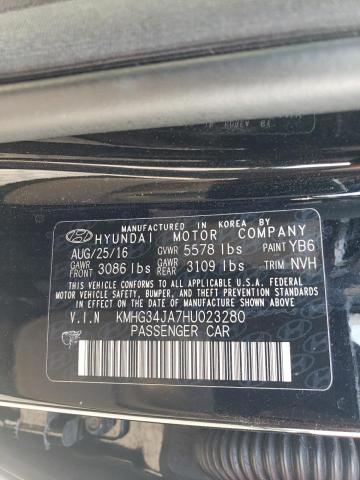 MANUFACTURED IN KOREA BY
HYUNDAI MOTOR COMPANY
AUG/25/16 GVWR 5578 lbs PAINT YB6
GAWR FRONT 3086 lbs GAWR REAR 3109 lbs TRIM NVH
THIS VEHICLE CONFORMS TO ALL APPLICABLE U.S. FEDERAL MOTOR VEHICLE
SAFETY, BUMPER, AND THEFT PREVENTION STANDARDS
IN EFFECT ON THE DATE OF MANUFACTURE SHOWN ABOVE.
V.I.N KMHG34JA7HU023280
PASSENGER CAR